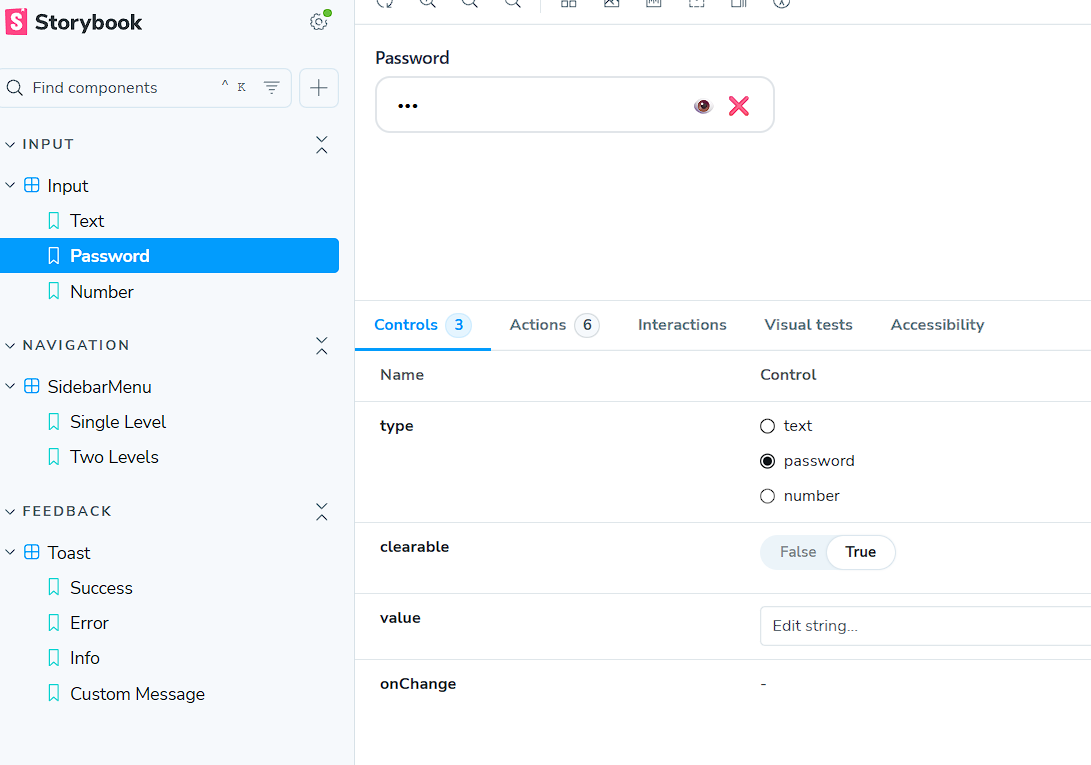 Storybook
Find components ^ K
INPUT
Input
Text
Password
Number
NAVIGATION
SidebarMenu
Single Level
Two Levels
FEEDBACK
Toast
Success
Error
Info
Custom Message
Password
•••
Controls 3 Actions 6 Interactions Visual tests Accessibility
Name Control
type text
password
number
clearable False True
value Edit string...
onChange -